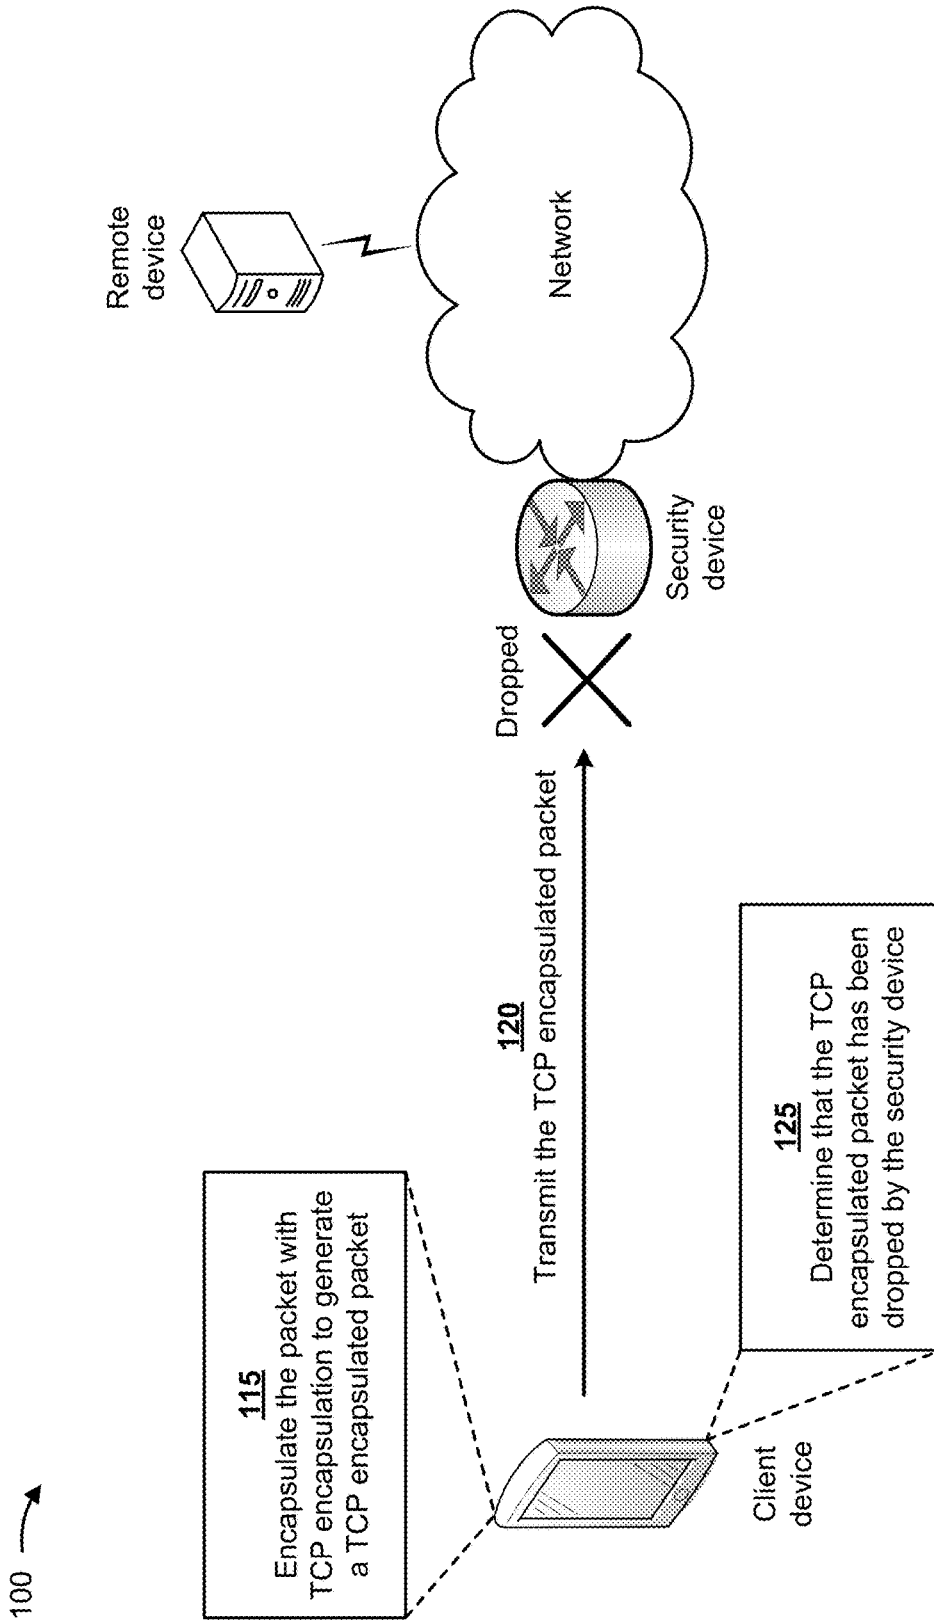 100
115
Encapsulate the packet with
TCP encapsulation to generate
a TCP encapsulated packet
Remote
device
120
Transmit the TCP encapsulated packet
Dropped
Network
Security
device
Client
device
125
Determine that the TCP
encapsulated packet has been
dropped by the security device